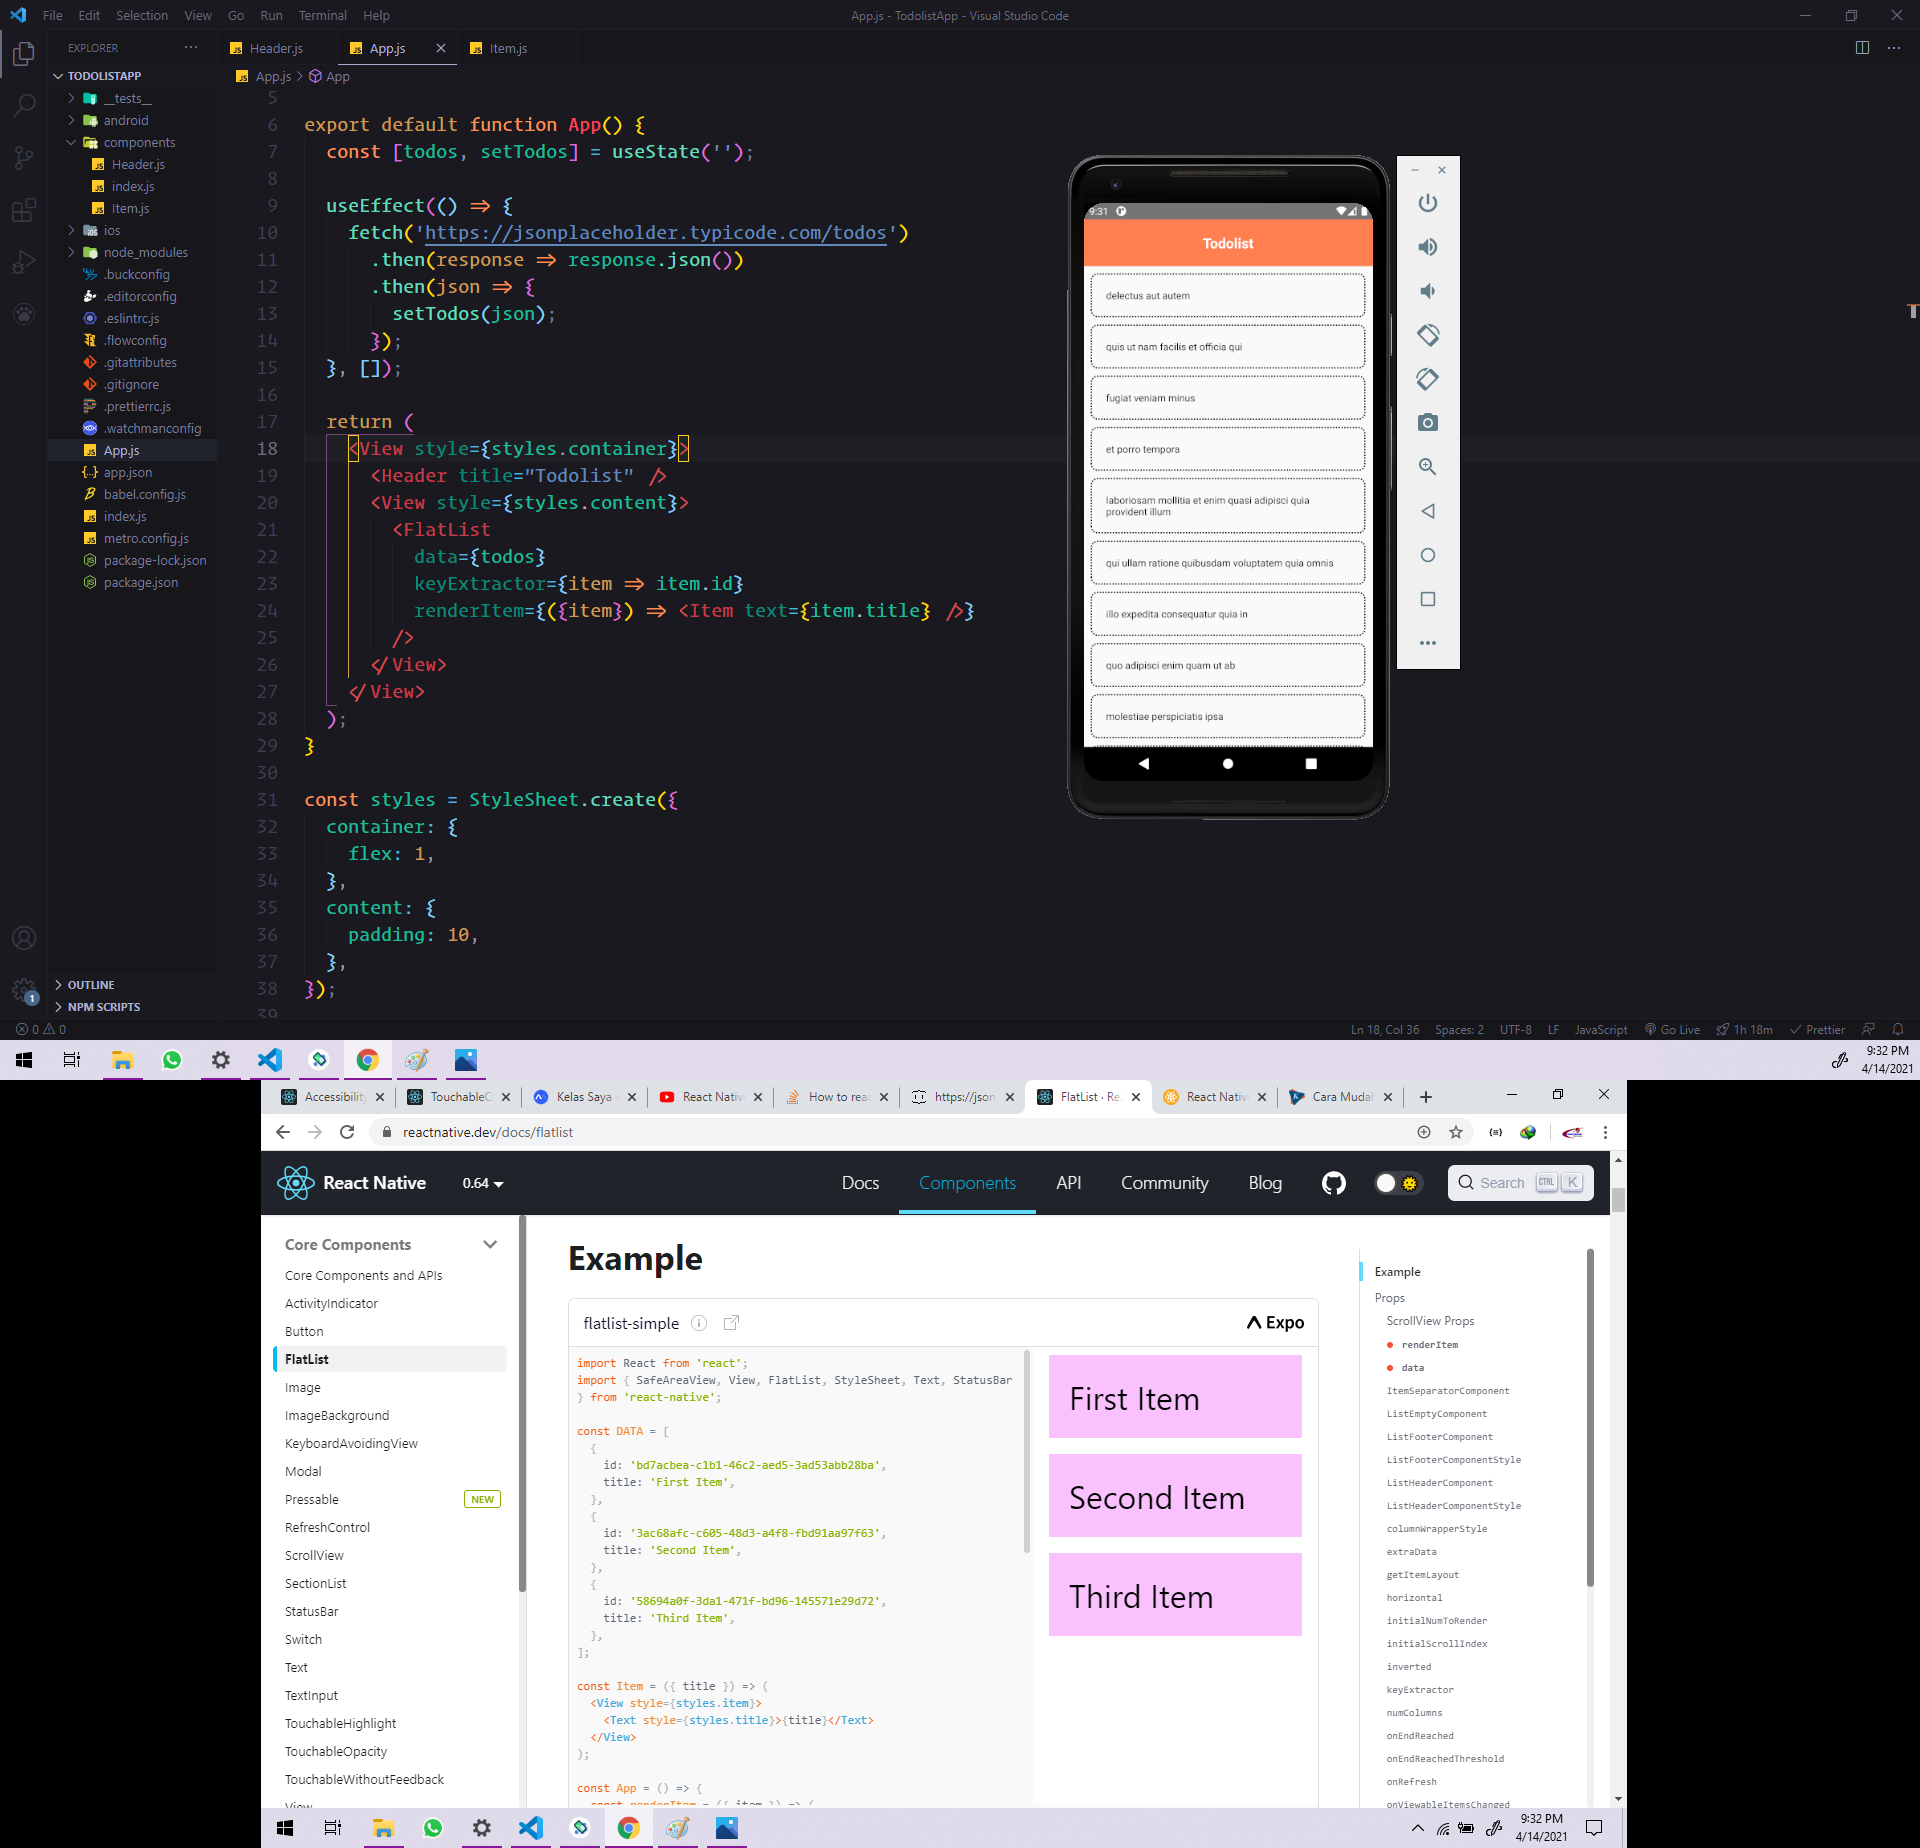 File Edit Selection View Go Run Terminal Help
App.js - TodolistApp - Visual Studio Code
EXPLORER
TODOLISTAPP
__tests__
android
components
Header.js
index.js
Item.js
ios
node_modules
.buckconfig
.editorconfig
.eslintrc.js
.flowconfig
.gitattributes
.gitignore
.prettierrc.js
.watchmanconfig
App.js
app.json
babel.config.js
index.js
metro.config.js
package-lock.json
package.json
OUTLINE
NPM SCRIPTS
Header.js App.js Item.js
App.js > App
5
6 export default function App() {
7 const [todos, setTodos] = useState('');
8
9 useEffect(() => {
10 fetch('https://jsonplaceholder.typicode.com/todos')
11 .then(response => response.json())
12 .then(json => {
13 setTodos(json);
14 });
15 }, []);
16
17 return (
18 <View style={styles.container}>
19 <Header title="Todolist" />
20 <View style={styles.content}>
21 <FlatList
22 data={todos}
23 keyExtractor={item => item.id}
24 renderItem={({item}) => <Item text={item.title} />}
25 />
26 </View>
27 </View>
28 );
29 }
30
31 const styles = StyleSheet.create({
32 container: {
33 flex: 1,
34 },
35 content: {
36 padding: 10,
37 },
38 });
39
9:31
Todolist
delectus aut autem
quis ut nam facilis et officia qui
fugiat veniam minus
et porro tempora
laboriosam mollitia et enim quasi adipisci quia
provident illum
qui ullam ratione quibusdam voluptatem quia omnis
illo expedita consequatur quia in
quo adipisci enim quam ut ab
molestiae perspiciatis ipsa
1
0 0
Ln 18, Col 36 Spaces: 2 UTF-8 LF JavaScript Go Live 1h 18m Prettier
9:32 PM
4/14/2021
Accessibility TouchableO Kelas Saya - React Nativ How to rea https://json FlatList · Re React Nativ Cara Mudah
reactnative.dev/docs/flatlist
React Native 0.64 Docs Components API Community Blog Search CTRL K
Core Components
Core Components and APIs
ActivityIndicator
Button
FlatList
Image
ImageBackground
KeyboardAvoidingView
Modal
Pressable NEW
RefreshControl
ScrollView
SectionList
StatusBar
Switch
Text
TextInput
TouchableHighlight
TouchableOpacity
TouchableWithoutFeedback
View
Example
flatlist-simple
Expo
import React from 'react';
import { SafeAreaView, View, FlatList, StyleSheet, Text, StatusBar
} from 'react-native';
const DATA = [
{
id: 'bd7acbea-c1b1-46c2-aed5-3ad53abb28ba',
title: 'First Item',
},
{
id: '3ac68afc-c605-48d3-a4f8-fbd91aa97f63',
title: 'Second Item',
},
{
id: '58694a0f-3da1-471f-bd96-145571e29d72',
title: 'Third Item',
},
];
const Item = ({ title }) => (
<View style={styles.item}>
<Text style={styles.title}>{title}</Text>
</View>
);
const App = () => {
const renderItem = ({ item }) => (
First Item
Second Item
Third Item
Example
Props
ScrollView Props
renderItem
data
ItemSeparatorComponent
ListEmptyComponent
ListFooterComponent
ListFooterComponentStyle
ListHeaderComponent
ListHeaderComponentStyle
columnWrapperStyle
extraData
getItemLayout
horizontal
initialNumToRender
initialScrollIndex
inverted
keyExtractor
numColumns
onEndReached
onEndReachedThreshold
onRefresh
onViewableItemsChanged
9:32 PM
4/14/2021